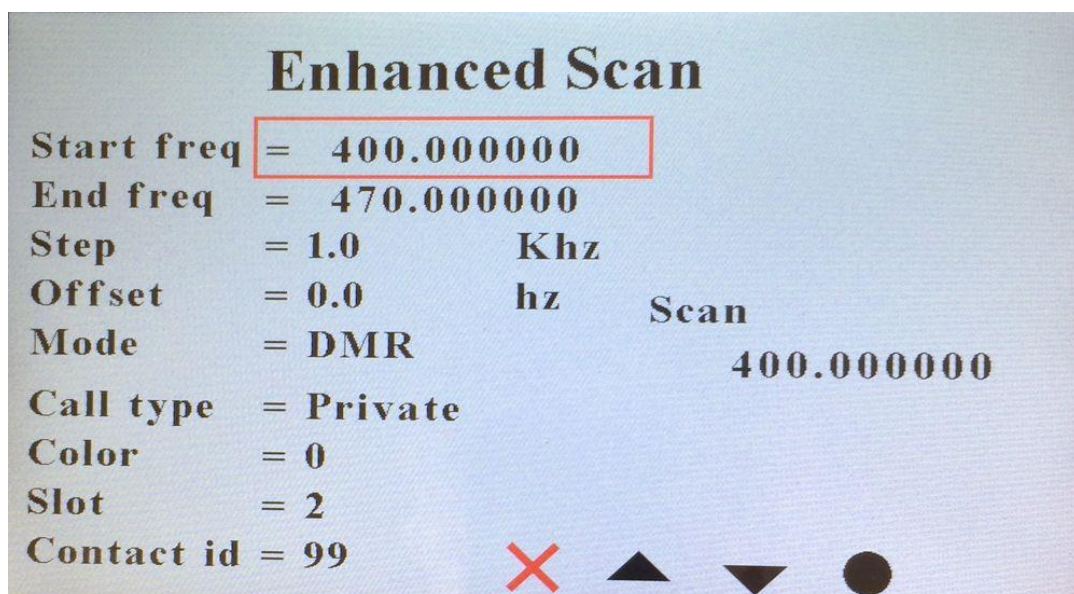 Enhanced Scan
Start freq = 400.000000
End freq = 470.000000
Step = 1.0 Khz
Offset = 0.0 hz
Scan
Mode = DMR
400.000000
Call type = Private
Color = 0
Slot = 2
Contact id = 99